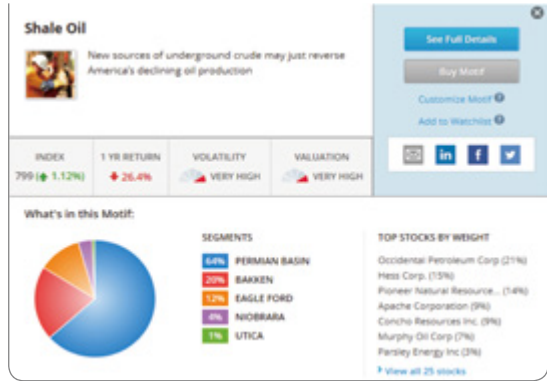 Shale Oil
New sources of underground crude may just reverse
America's declining oil production
See Full Details
Buy Motif
Customize Motif ?
Add to Watchlist ?
in f
INDEX
799 (1.12%)
1 YR RETURN
26.4%
VOLATILITY
VERY HIGH
VALUATION
VERY HIGH
What's in this Motif:
SEGMENTS
64% PERMIAN BASIN
20% BAKKEN
12% EAGLE FORD
4% NIOBRARA
1% UTICA
TOP STOCKS BY WEIGHT
Occidental Petroleum Corp (21%)
Hess Corp. (15%)
Pioneer Natural Resource... (14%)
Apache Corporation (9%)
Concho Resources Inc. (9%)
Murphy Oil Corp (7%)
Parsley Energy Inc (3%)
View all 25 stocks